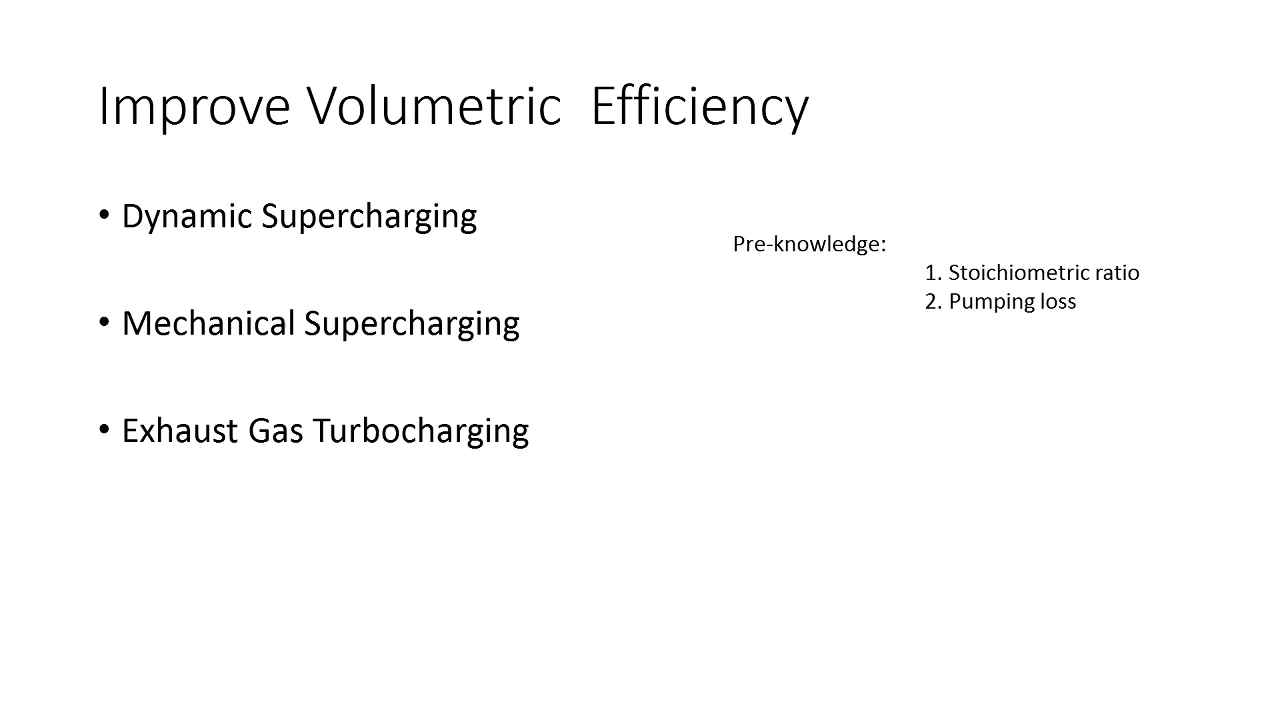 Improve Volumetric  Efficiency
• Dynamic Supercharging
• Mechanical Supercharging
• Exhaust Gas Turbocharging
Pre-knowledge:
1. Stoichiometric ratio
2. Pumping loss